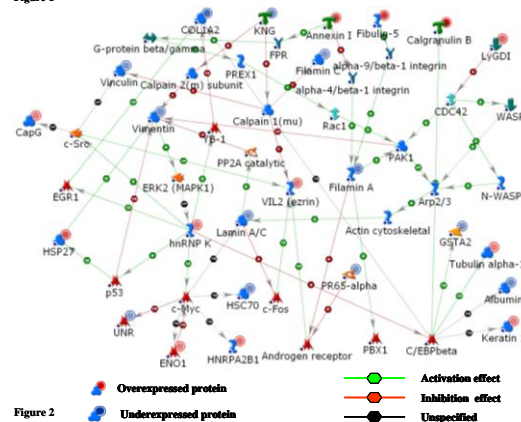 COL1A2
KNG
Annexin I
Fibulin-5
Calgranulin B
G-protein beta/gamma
FPR
LyGDI
Vinculin
PREX1
Filamin C
alpha-9/beta-1 integrin
Calpain 2(m) subunit
alpha-4/beta-1 integrin
CapG
Vimentin
Calpain 1(mu)
Rac1
CDC42
WASP
c-Src
YB-1
PP2A catalytic
PAK1
EGR1
ERK2 (MAPK1)
VIL2 (ezrin)
Filamin A
Arp2/3
N-WASP
HSP27
hnRNP K
Lamin A/C
Actin cytoskeletal
GSTA2
Tubulin alpha-
p53
PR65-alpha
Albumin
c-Myc
HSC70
c-Fos
UNR
Keratin
ENO1
HNRPA2B1
Androgen receptor
PBX1
C/EBPbeta
Overexpressed protein
Activation effect
Inhibition effect
Figure 2
Underexpressed protein
Unspecified